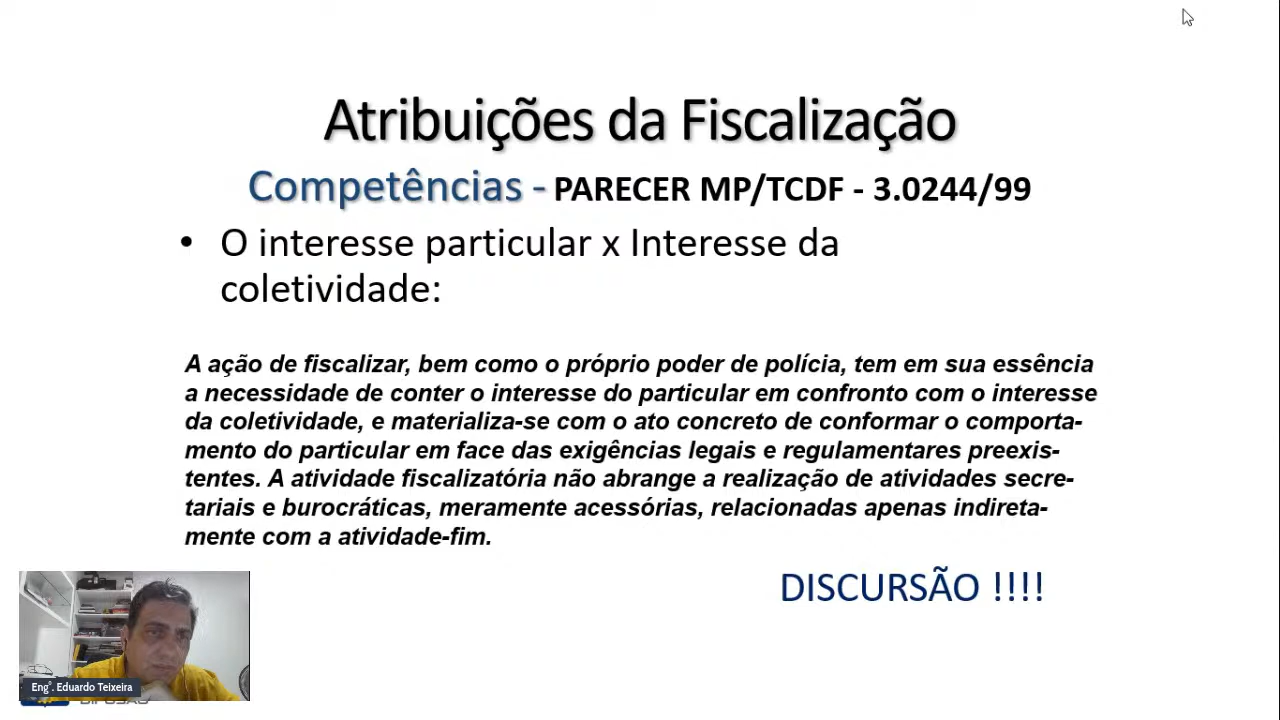 Atribuições da Fiscalização
Competências - PARECER MP/TCDF - 3.0244/99
• O interesse particular x Interesse da
coletividade:
A ação de fiscalizar, bem como o próprio poder de polícia, tem em sua essência
a necessidade de conter o interesse do particular em confronto com o interesse
da coletividade, e materializa-se com o ato concreto de conformar o comporta-
mento do particular em face das exigências legais e regulamentares preexis-
tentes. A atividade fiscalizatória não abrange a realização de atividades secre-
tariais e burocráticas, meramente acessórias, relacionadas apenas indireta-
mente com a atividade-fim.
DISCURSÃO !!!!
Eng°. Eduardo Teixeira